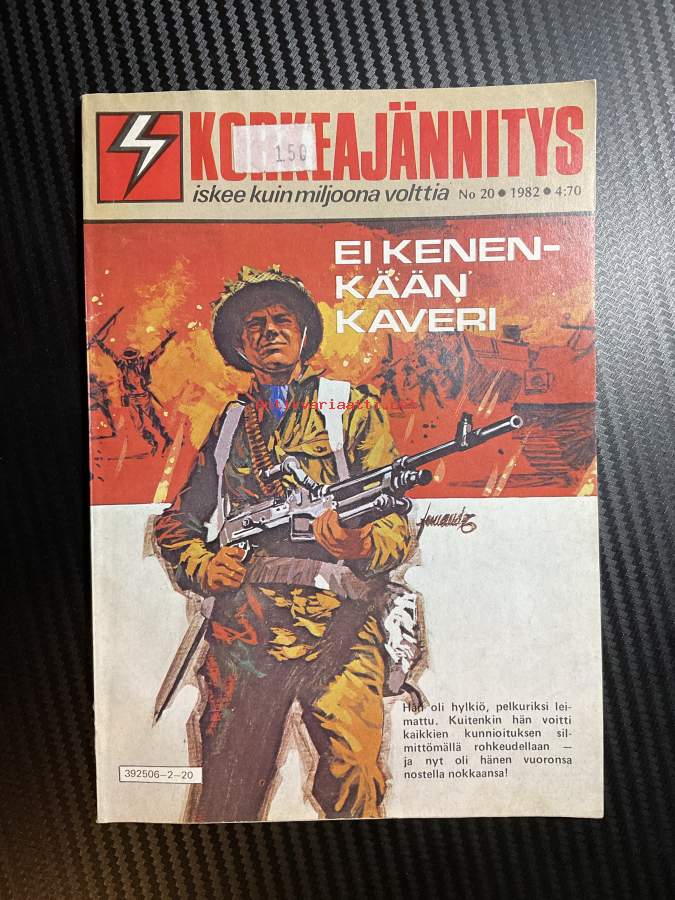 KORKEAJÄNNITYS
150
iskee kuin miljoona volttia No 20 • 1982 • 4:70
EI KENEN-
KÄÄN
KAVERI
Hän oli hylkiö, pelkuriksi lei-
mattu. Kuitenkin hän voitti
kaikkien kunnioituksen sil-
mittömällä rohkeudellaan —
ja nyt oli hänen vuoronsa
nostella nokkaansa!
392506-2-20